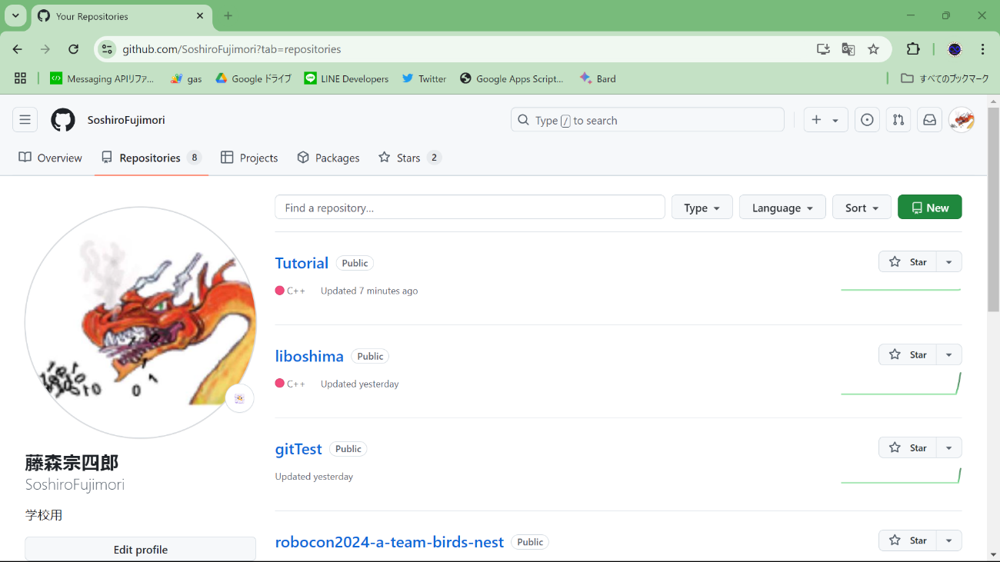 Your Repositories
github.com/SoshiroFujimori?tab=repositories
Messaging APIリファ... gas Google ドライブ LINE Developers Twitter Google Apps Script... Bard すべてのブックマーク
SoshiroFujimori Type / to search
Overview Repositories 8 Projects Packages Stars 2
Find a repository... Type Language Sort New
Tutorial Public Star
C++ Updated 7 minutes ago
liboshima Public Star
C++ Updated yesterday
gitTest Public Star
Updated yesterday
藤森宗四郎
SoshiroFujimori
学校用
robocon2024-a-team-birds-nest Public Star
Edit profile